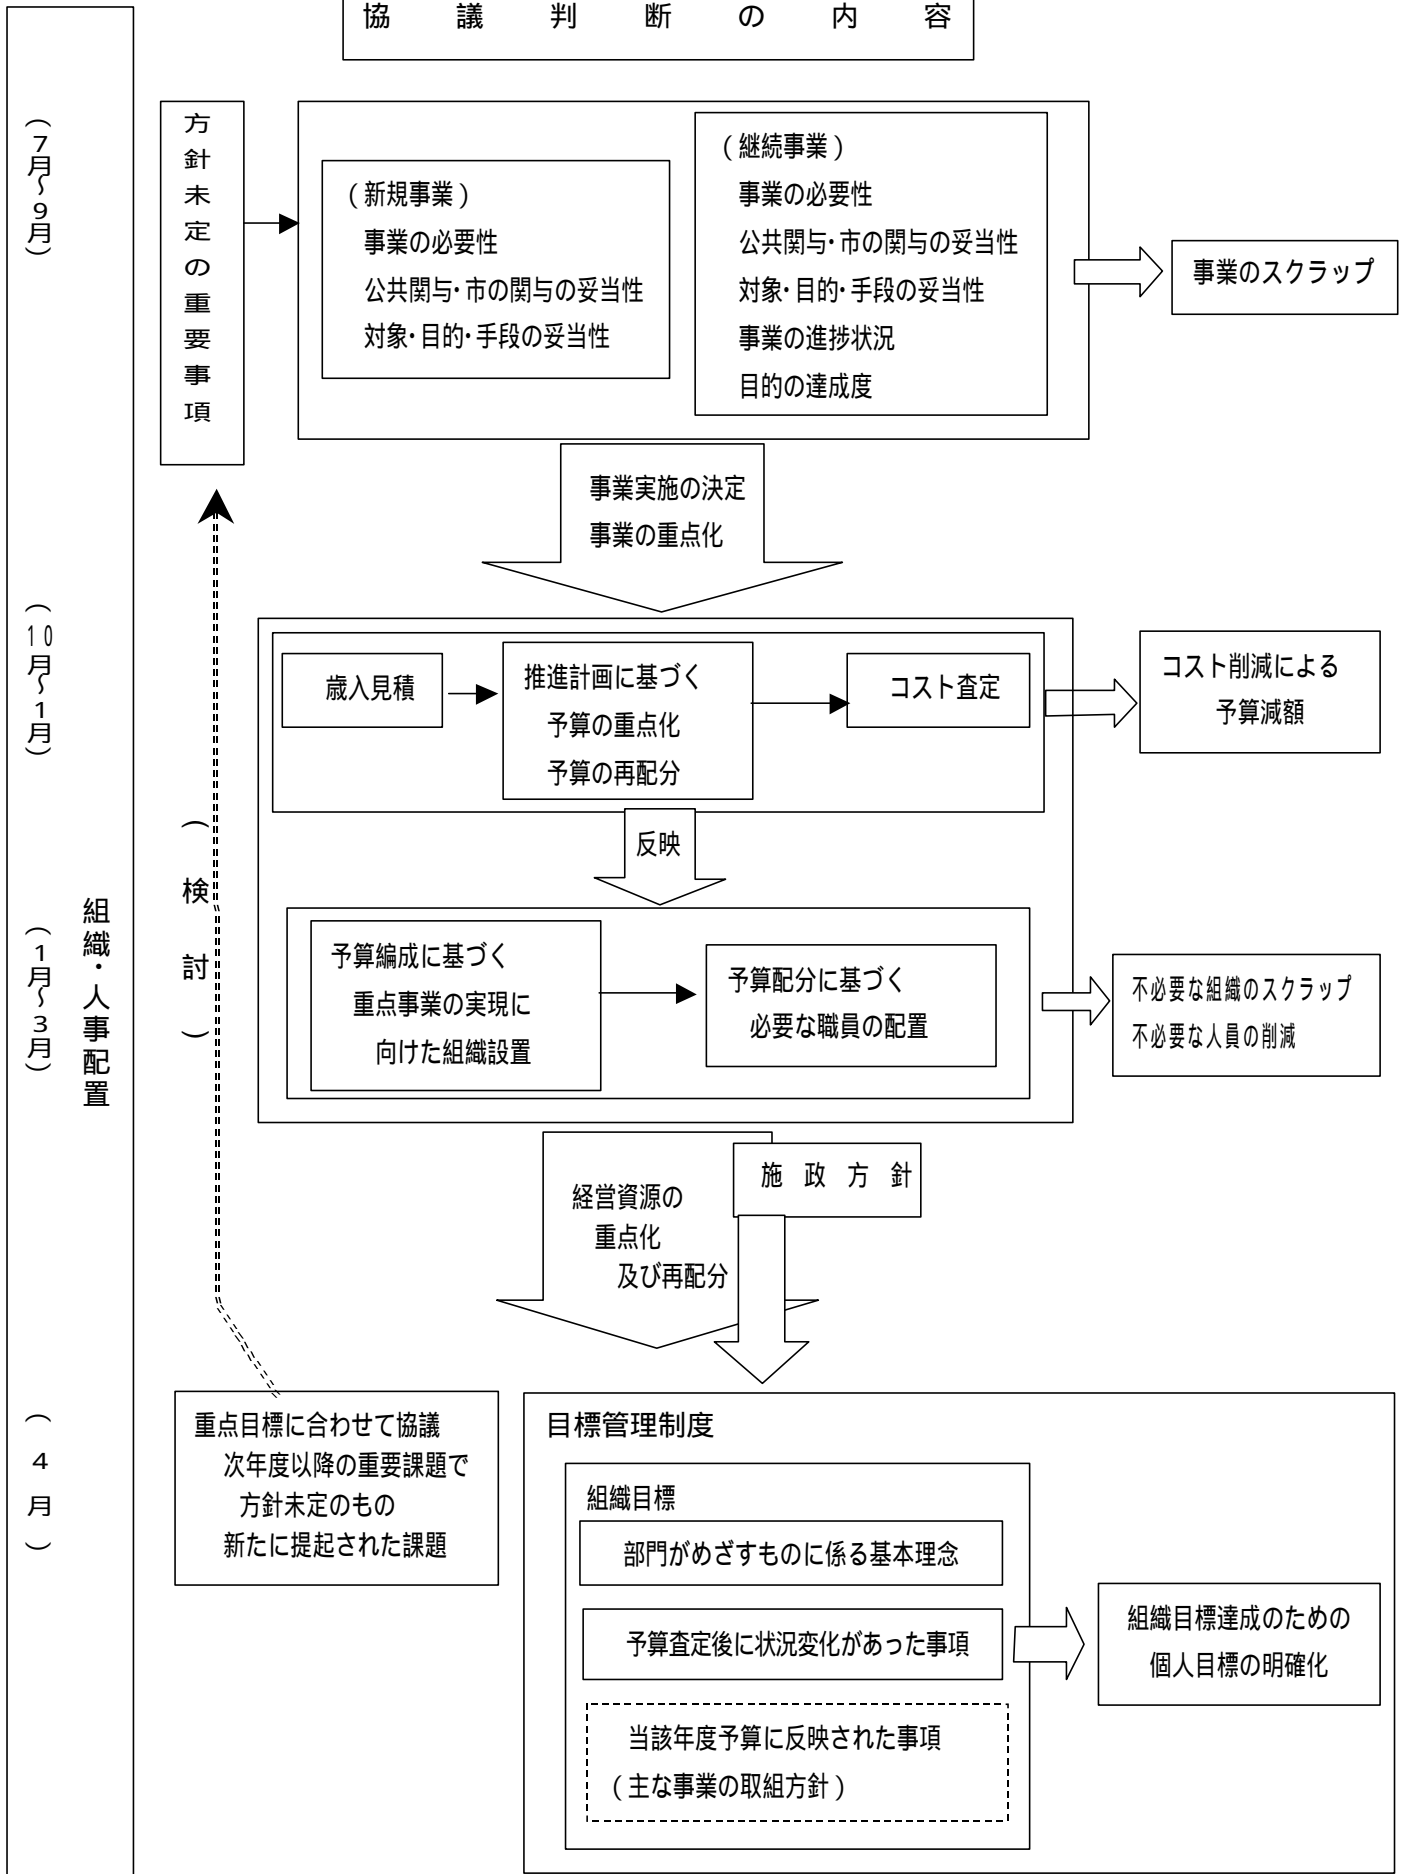 協議判断の内容
(7月～9月)
方針未定の重要事項
(新規事業)
事業の必要性
公共関与・市の関与の妥当性
対象・目的・手段の妥当性
(継続事業)
事業の必要性
公共関与・市の関与の妥当性
対象・目的・手段の妥当性
事業の進捗状況
目的の達成度
事業のスクラップ
事業実施の決定
事業の重点化
(10月～1月)
歳入見積
推進計画に基づく
予算の重点化
予算の再配分
コスト査定
コスト削減による
予算減額
反映
(検討)
組織・人事配置
(1月～3月)
予算編成に基づく
重点事業の実現に
向けた組織設置
予算配分に基づく
必要な職員の配置
不必要な組織のスクラップ
不必要な人員の削減
経営資源の
重点化
及び再配分
施政方針
(4月)
重点目標に合わせて協議
次年度以降の重要課題で
方針未定のもの
新たに提起された課題
目標管理制度
組織目標
部門がめざすものに係る基本理念
予算査定後に状況変化があった事項
当該年度予算に反映された事項
(主な事業の取組方針)
組織目標達成のための
個人目標の明確化